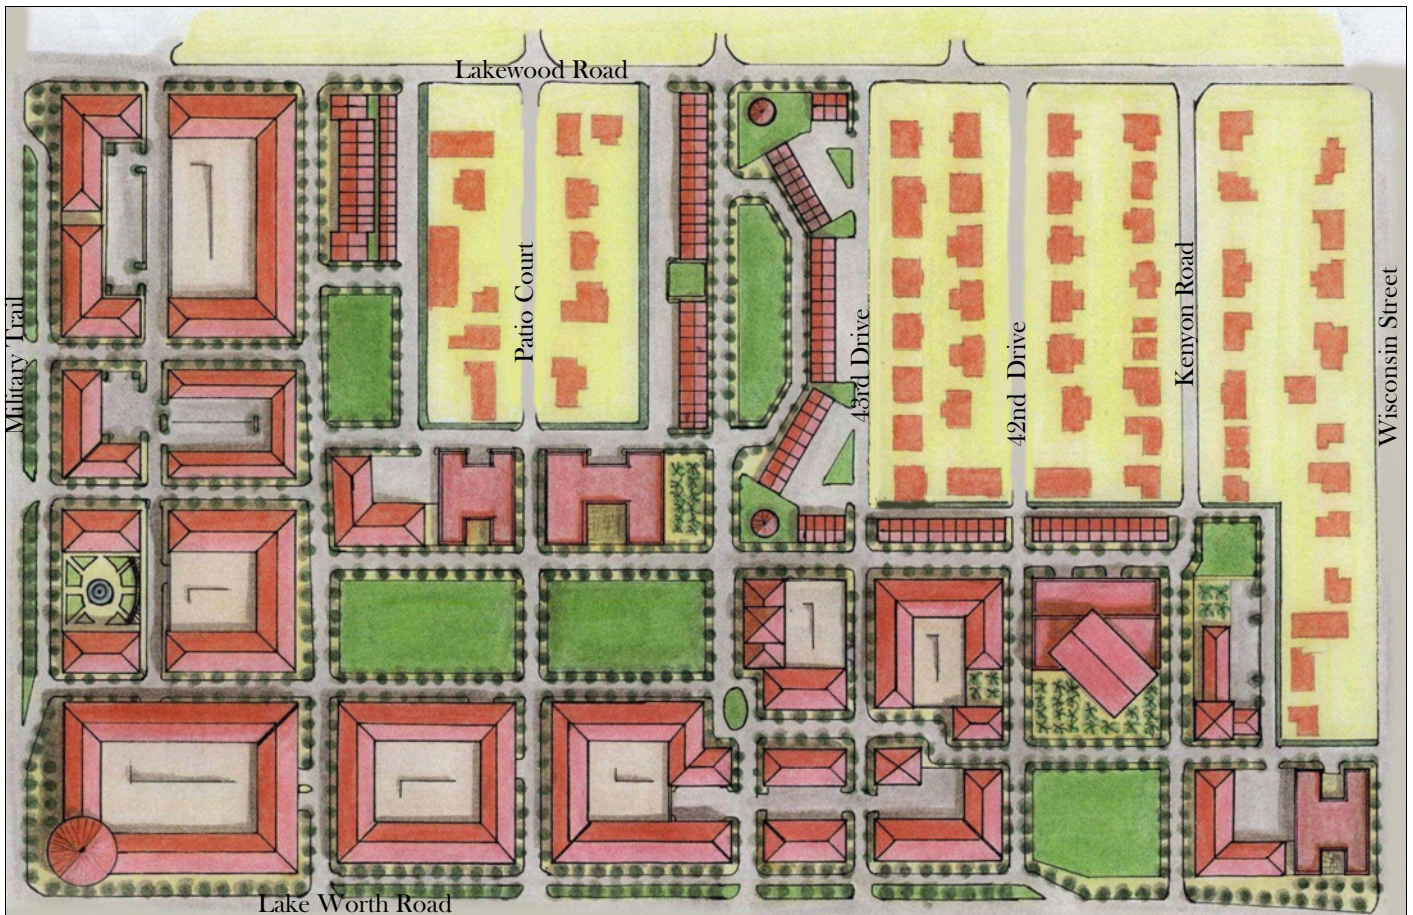 Lakewood Road
Military Trail
Patio Court
43rd Drive
42nd Drive
Kenyon Road
Wisconsin Street
Lake Worth Road